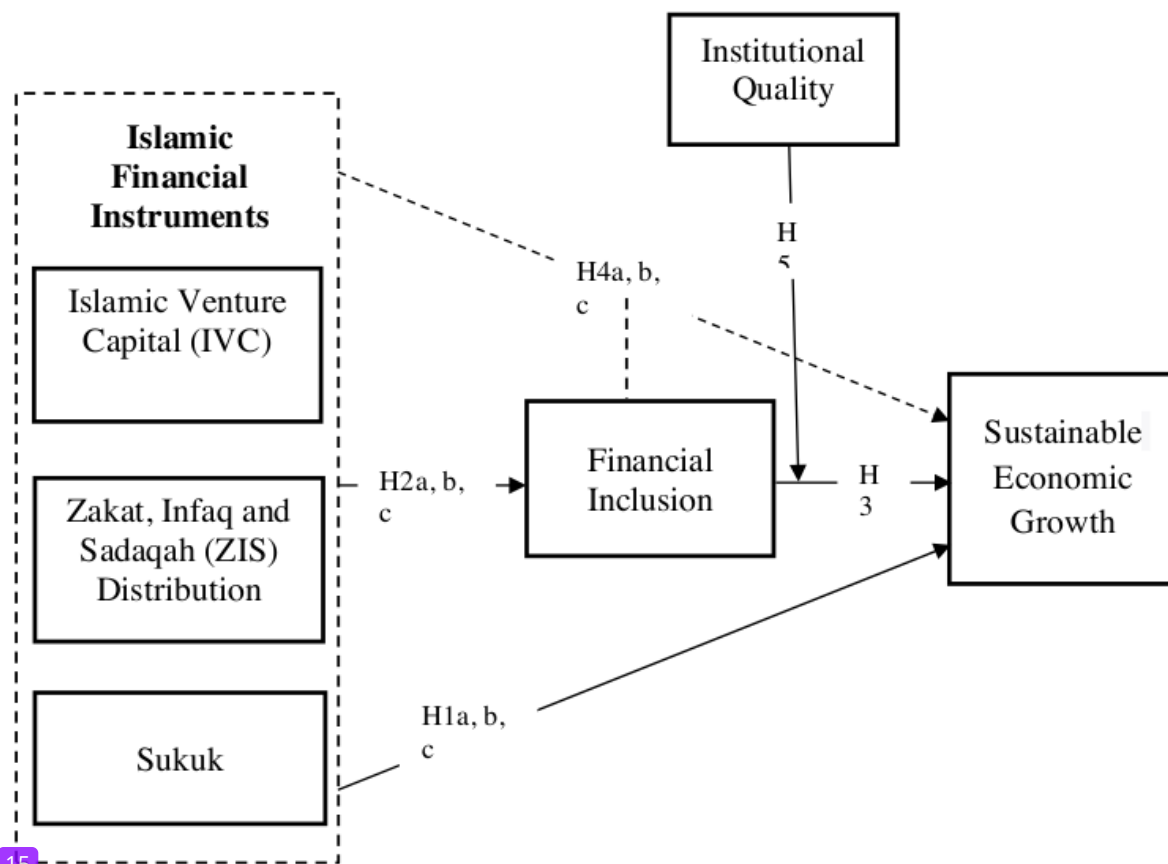 Institutional
Quality
Islamic
Financial
Instruments
Islamic Venture
Capital (IVC)
Zakat, Infaq and
Sadaqah (ZIS)
Distribution
Sukuk
H
5
H4a, b,
c
H2a, b,
c
Financial
Inclusion
H
3
Sustainable
Economic
Growth
H1a, b,
c
15